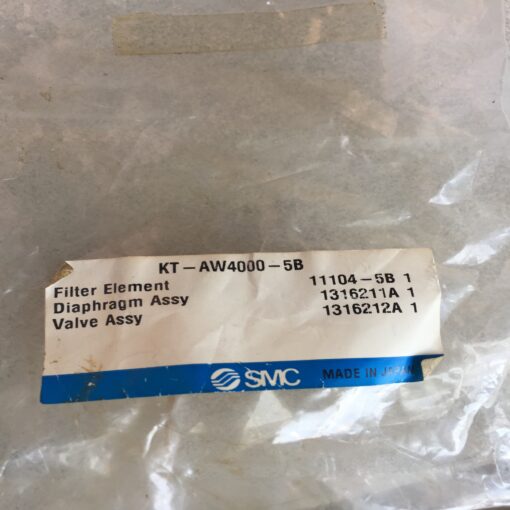 KT-AW4000-5B
Filter Element 11104-5B 1
Diaphragm Assy 1316211A 1
Valve Assy 1316212A 1
SMC MADE IN JAPAN